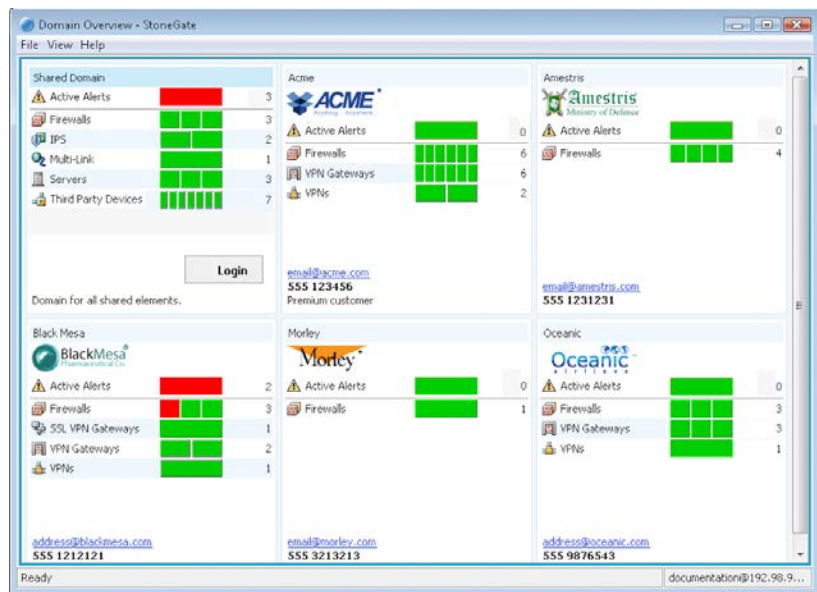 Domain Overview - StoneGate
File View Help
Shared Domain
Active Alerts 3
Firewalls 3
IPS 2
Multi-Link 1
Servers 3
Third Party Devices 7
Login
Domain for all shared elements.
Acme
ACME
Anything. Anywhere.
Active Alerts 0
Firewalls 6
VPN Gateways 6
VPNs 2
email@acme.com
555 123456
Premium customer
Amestris
Amestris
Ministry of Defence
Active Alerts 0
Firewalls 4
email@amestris.com
555 1231231
Black Mesa
BlackMesa
Pharmaceutical Co.
Active Alerts 2
Firewalls 3
SSL VPN Gateways 1
VPN Gateways 2
VPNs 1
address@blackmesa.com
555 1212121
Morley
Morley
Active Alerts 0
Firewalls 1
email@morley.com
555 3213213
Oceanic
Oceanic
airlines
Active Alerts 0
Firewalls 3
VPN Gateways 3
VPNs 1
address@oceanic.com
555 9876543
Ready
documentation@192.98.9...